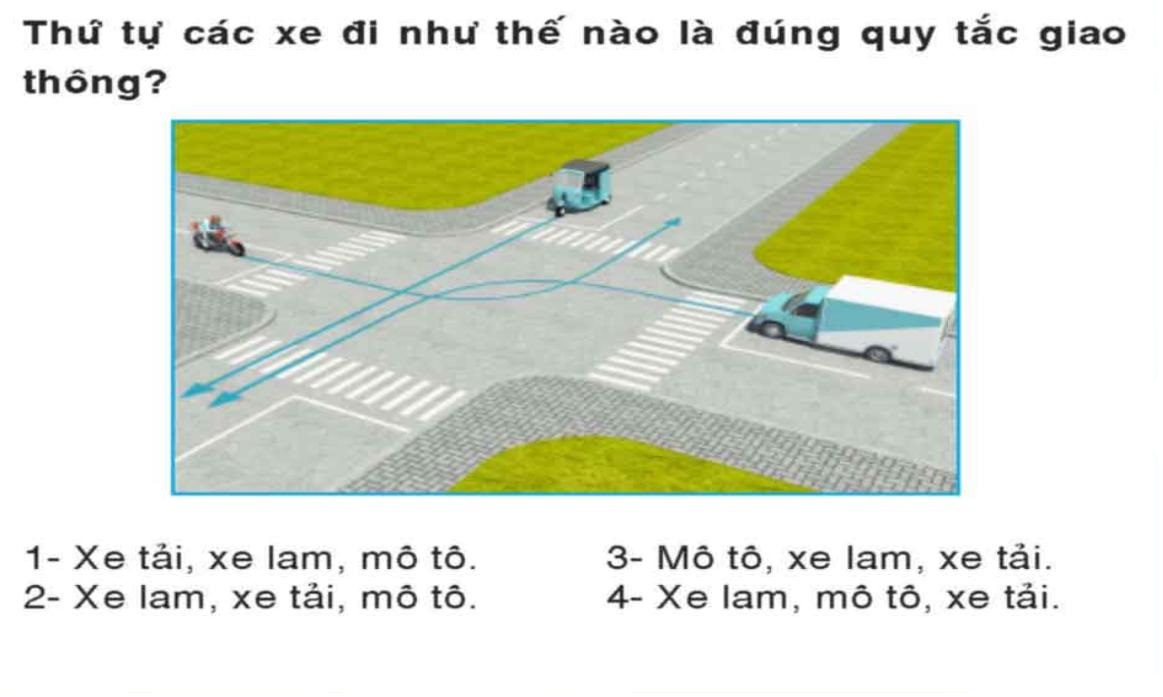 Thứ tự các xe đi như thế nào là đúng quy tắc giao
thông?
1- Xe tải, xe lam, mô tô.
3- Mô tô, xe lam, xe tải.
2- Xe lam, xe tải, mô tô.
4- Xe lam, mô tô, xe tải.